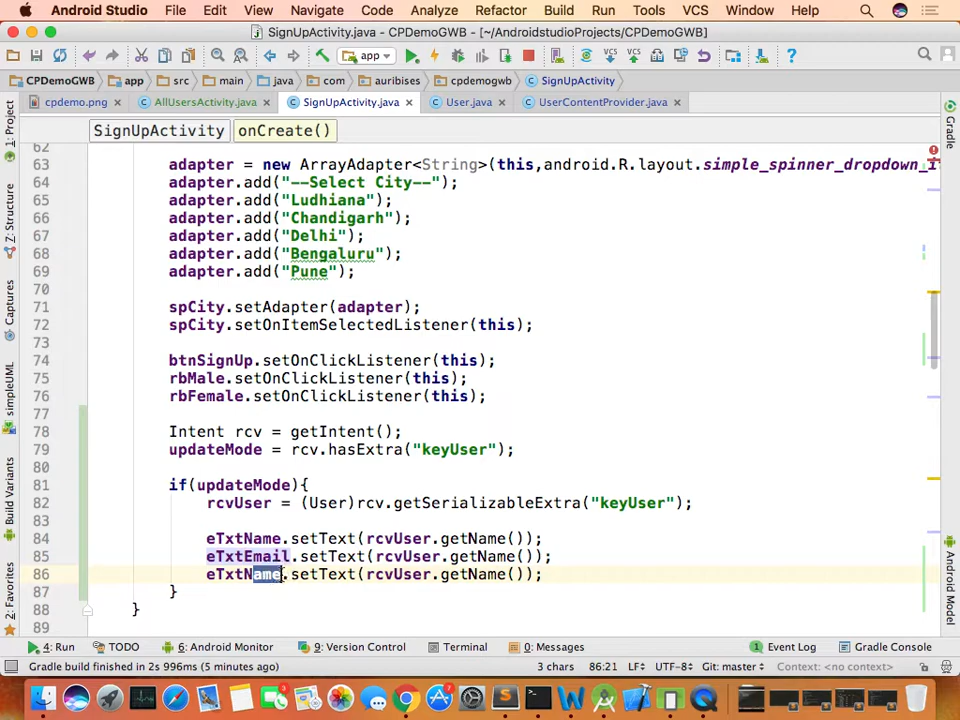 Android Studio File Edit View Navigate Code Analyze Refactor Build Run Tools VCS Window Help
SignUpActivity.java - CPDemoGWB - [~/AndroidstudioProjects/CPDemoGWB]
app
CPDemoGWB app src main java com auribises cpdemogwb SignUpActivity
cpdemo.png AllUsersActivity.java SignUpActivity.java User.java UserContentProvider.java
SignUpActivity onCreate()
62
63 adapter = new ArrayAdapter<String>(this,android.R.layout.simple_spinner_dropdown_it
64 adapter.add("--Select City--");
65 adapter.add("Ludhiana");
66 adapter.add("Chandigarh");
67 adapter.add("Delhi");
68 adapter.add("Bengaluru");
69 adapter.add("Pune");
70
71 spCity.setAdapter(adapter);
72 spCity.setOnItemSelectedListener(this);
73
74 btnSignUp.setOnClickListener(this);
75 rbMale.setOnClickListener(this);
76 rbFemale.setOnClickListener(this);
77
78 Intent rcv = getIntent();
79 updateMode = rcv.hasExtra("keyUser");
80
81 if(updateMode){
82 rcvUser = (User)rcv.getSerializableExtra("keyUser");
83
84 eTxtName.setText(rcvUser.getName());
85 eTxtEmail.setText(rcvUser.getName());
86 eTxtName.setText(rcvUser.getName());
87 }
88 }
89
1: Project
7: Structure
Captures
simpleUML
Build Variants
2: Favorites
Gradle
Android Model
4: Run TODO 6: Android Monitor 9: Version Control Terminal 0: Messages 1 Event Log Gradle Console
Gradle build finished in 2s 996ms (5 minutes ago) 3 chars 86:21 LF UTF-8 Git: master Context: <no context>